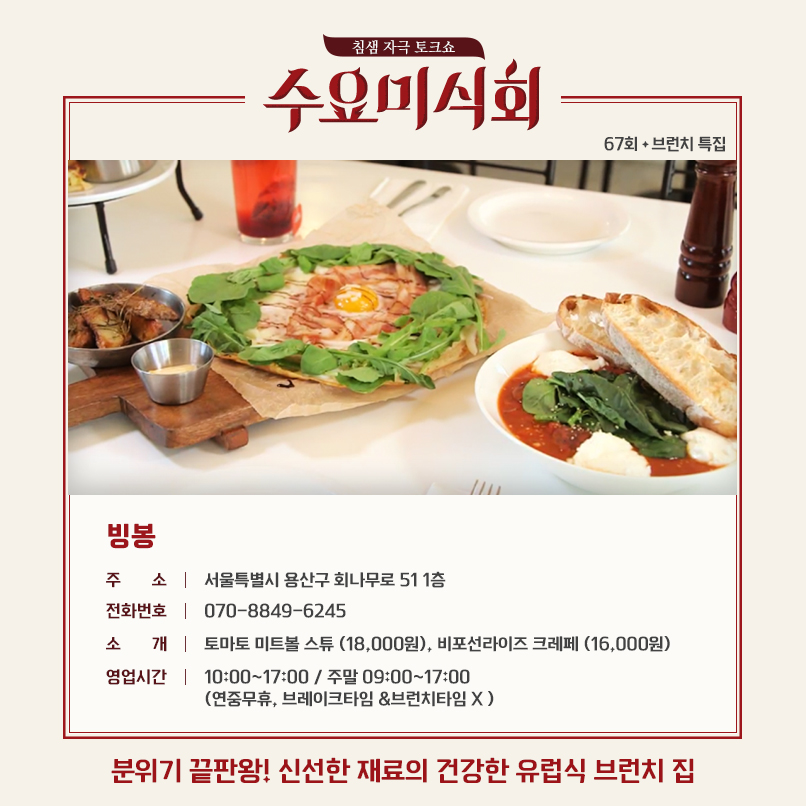 침샘 자극 토크쇼
수요미식회
67회 • 브런치 특집
빙봉
주 소 | 서울특별시 용산구 회나무로 51 1층
전화번호 | 070-8849-6245
소 개 | 토마토 미트볼 스튜 (18,000원), 비포선라이즈 크레페 (16,000원)
영업시간 | 10:00~17:00 / 주말 09:00~17:00
(연중무휴, 브레이크타임 &브런치타임 X )
분위기 끝판왕! 신선한 재료의 건강한 유럽식 브런치 집